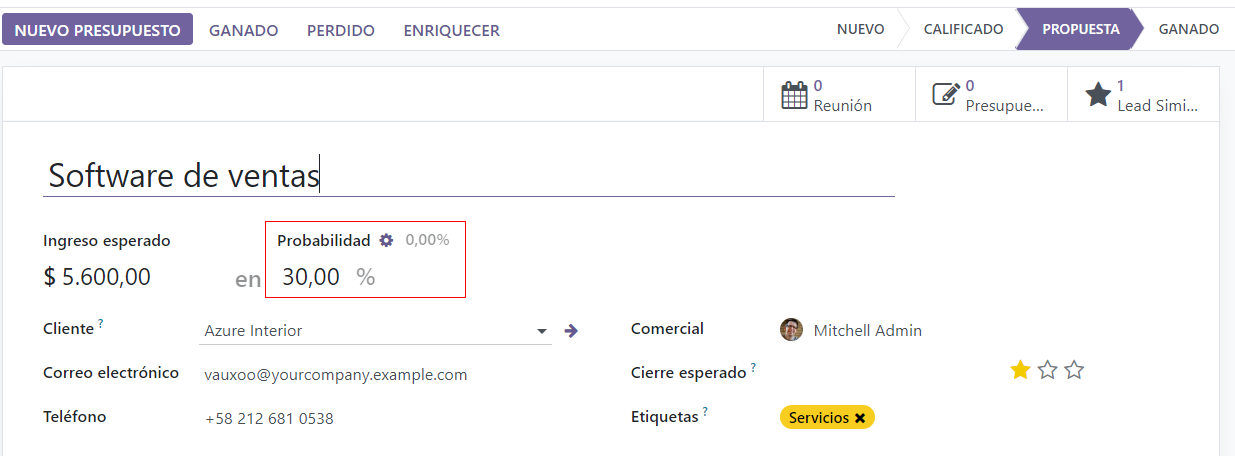 NUEVO PRESUPUESTO GANADO PERDIDO ENRIQUECER NUEVO CALIFICADO PROPUESTA GANADO
0 Reunión
0 Presupue...
1 Lead Simi...
Software de ventas
Ingreso esperado
$ 5.600,00
en
Probabilidad 0,00%
30,00 %
Cliente ? Azure Interior
Comercial Mitchell Admin
Correo electrónico vauxoo@yourcompany.example.com
Cierre esperado ?
Teléfono +58 212 681 0538
Etiquetas ? Servicios ✖